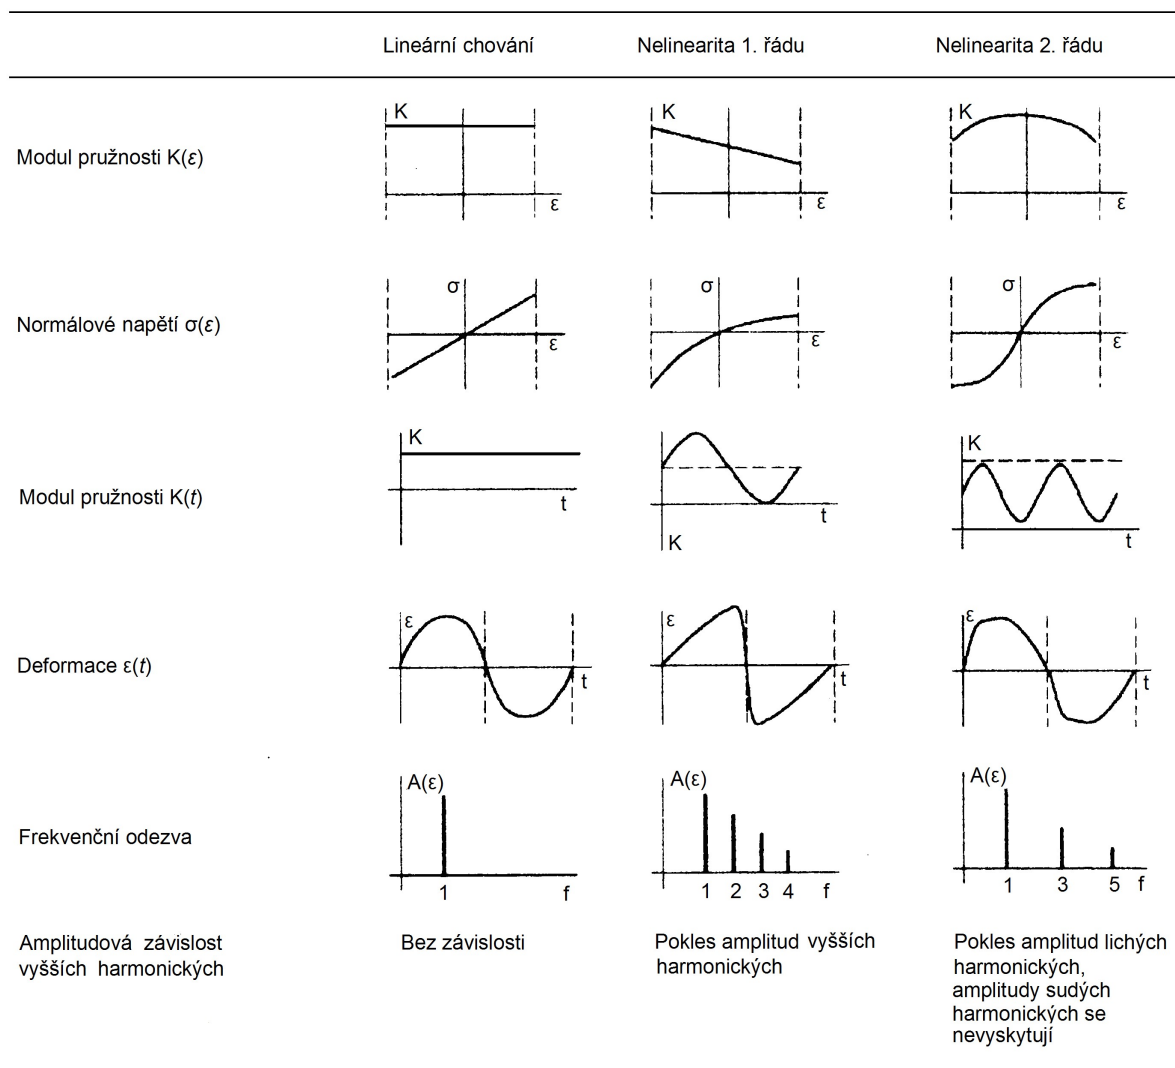 Lineární chování Nelinearita 1. řádu Nelinearita 2. řádu
Modul pružnosti K(ε)
K
ε
K
ε
K
ε
Normálové napětí σ(ε)
σ
ε
σ
ε
σ
ε
Modul pružnosti K(t)
K
t
K
t
K
t
Deformace ε(t)
ε
t
ε
t
ε
t
Frekvenční odezva
A(ε)
1 f
A(ε)
1 2 3 4 f
A(ε)
1 3 5 f
Amplitudová závislost
vyšších harmonických
Bez závislosti
Pokles amplitud vyšších
harmonických
Pokles amplitud lichých
harmonických,
amplitudy sudých
harmonických se
nevyskytují